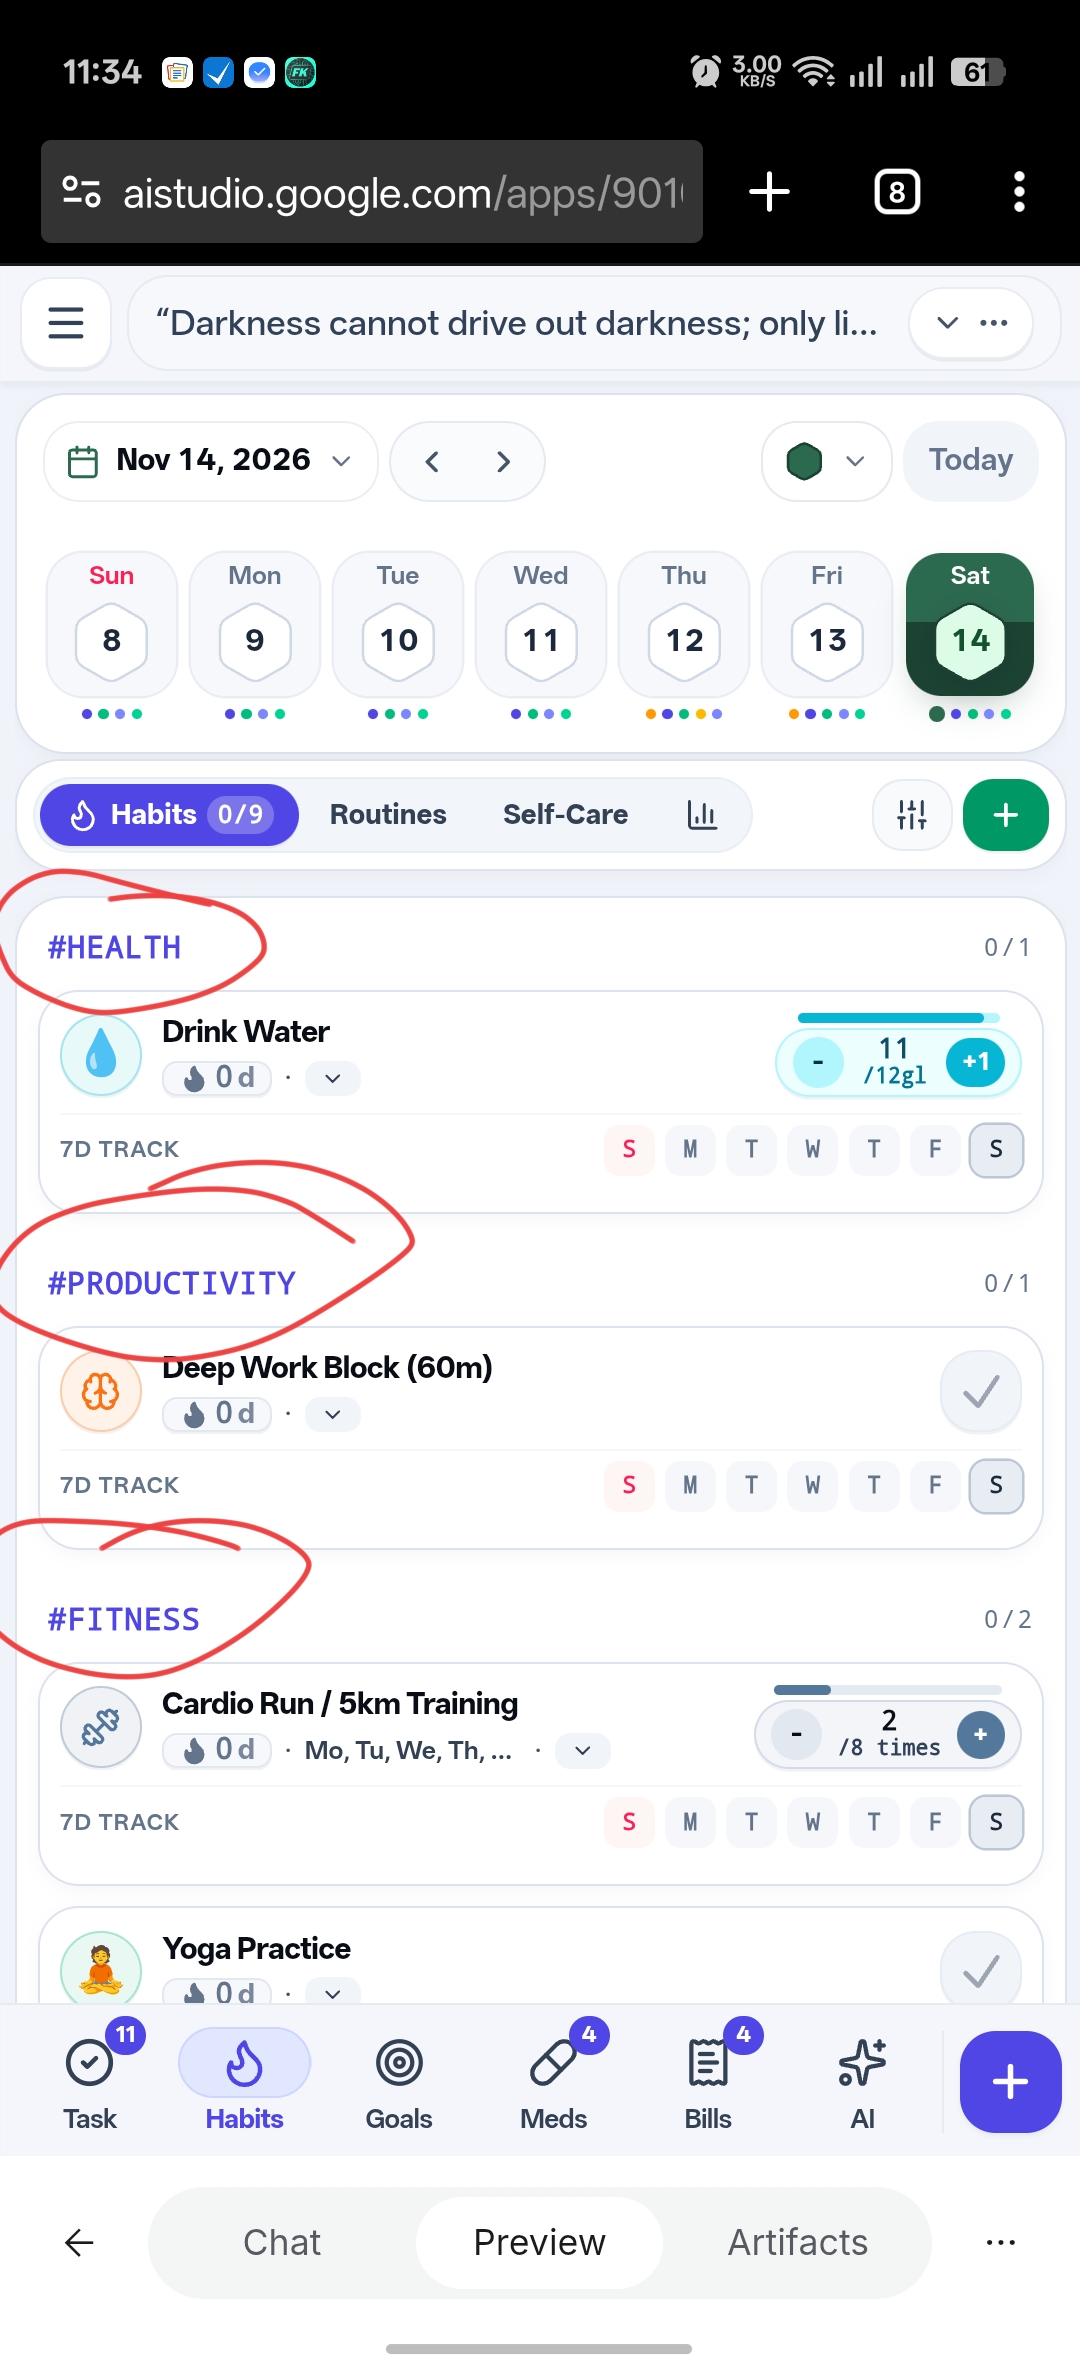 11:34
FK
3.00
KB/S
61
aistudio.google.com/apps/901
8
“Darkness cannot drive out darkness; only li...
Nov 14, 2026
Today
Sun Mon Tue Wed Thu Fri Sat
8 9 10 11 12 13 14
Habits 0/9 Routines Self-Care
#HEALTH 0/1
Drink Water
0 d ·
- 11 /12gl +1
7D TRACK S M T W T F S
#PRODUCTIVITY 0/1
Deep Work Block (60m)
0 d ·
7D TRACK S M T W T F S
#FITNESS 0/2
Cardio Run / 5km Training
0 d · Mo, Tu, We, Th, ... ·
- 2 /8 times +
7D TRACK S M T W T F S
Yoga Practice
0 d ·
11 4 4
Task Habits Goals Meds Bills AI
Chat Preview Artifacts